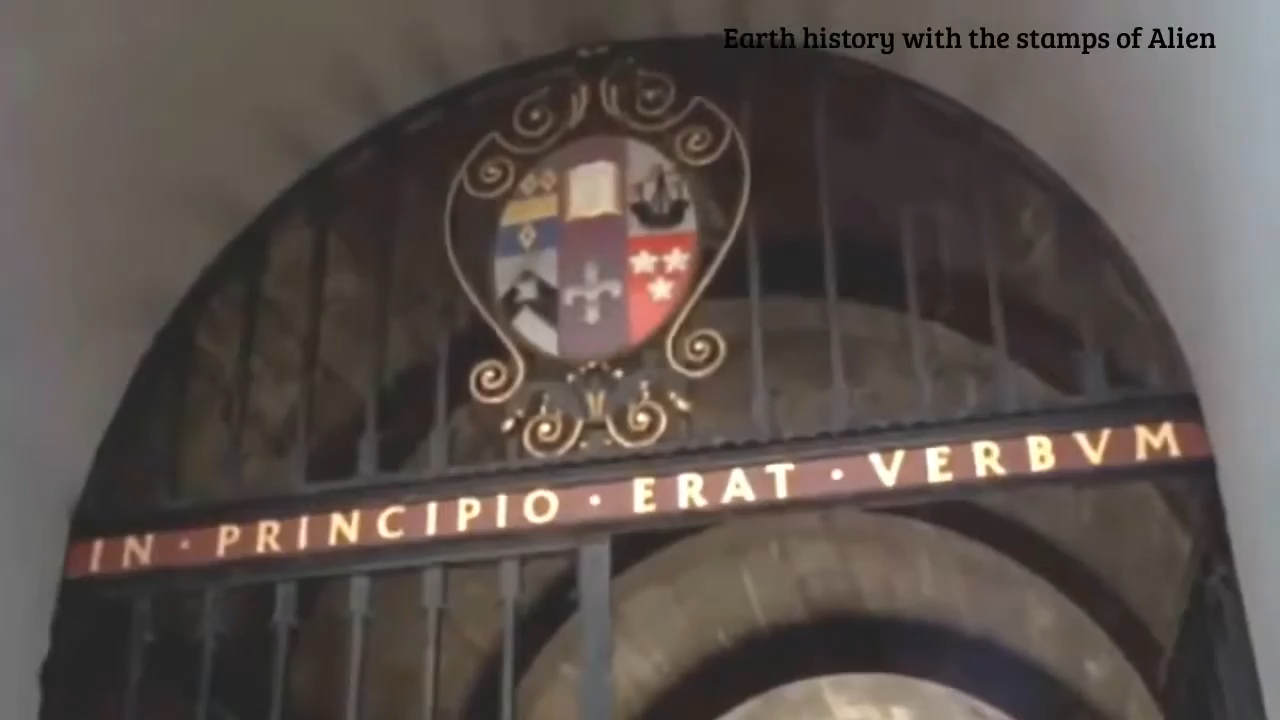 Earth history with the stamps of Alien
IN · PRINCIPIO · ERAT · VERBVM